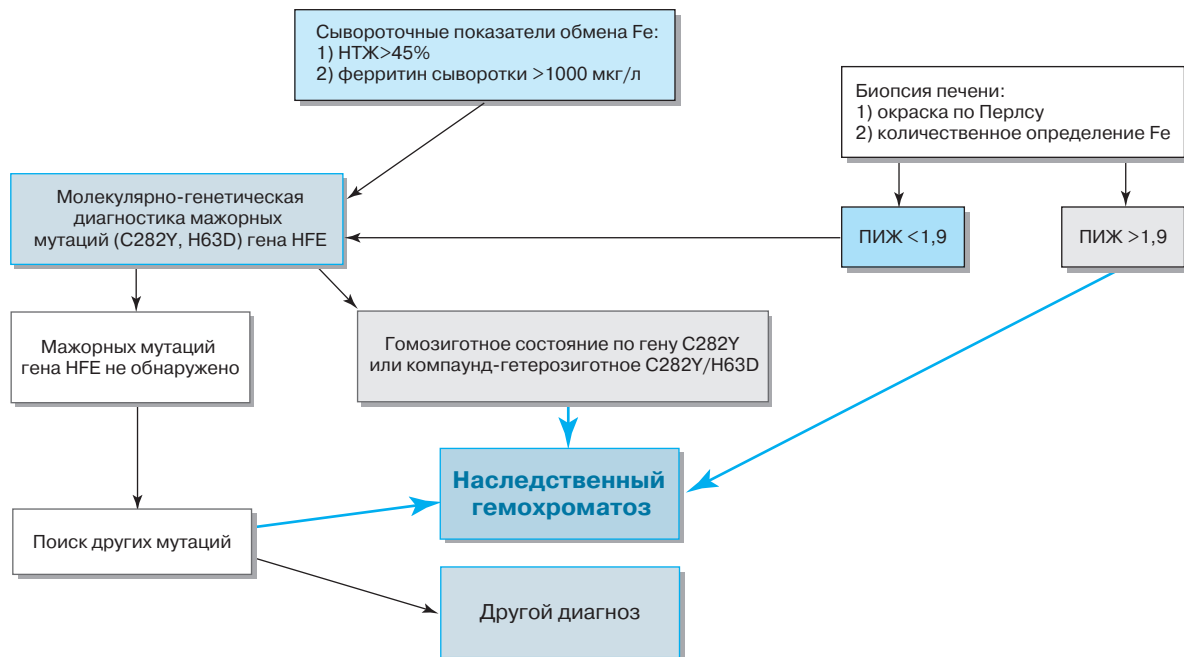 Сывороточные показатели обмена Fe:
1) НТЖ>45%
2) ферритин сыворотки >1000 мкг/л
Биопсия печени:
1) окраска по Перлсу
2) количественное определение Fe
Молекулярно-генетическая
диагностика мажорных
мутаций (C282Y, H63D) гена HFE
ПИЖ <1,9
ПИЖ >1,9
Мажорных мутаций
гена HFE не обнаружено
Гомозиготное состояние по гену C282Y
или компаунд-гетерозиготное C282Y/H63D
Наследственный
гемохроматоз
Поиск других мутаций
Другой диагноз